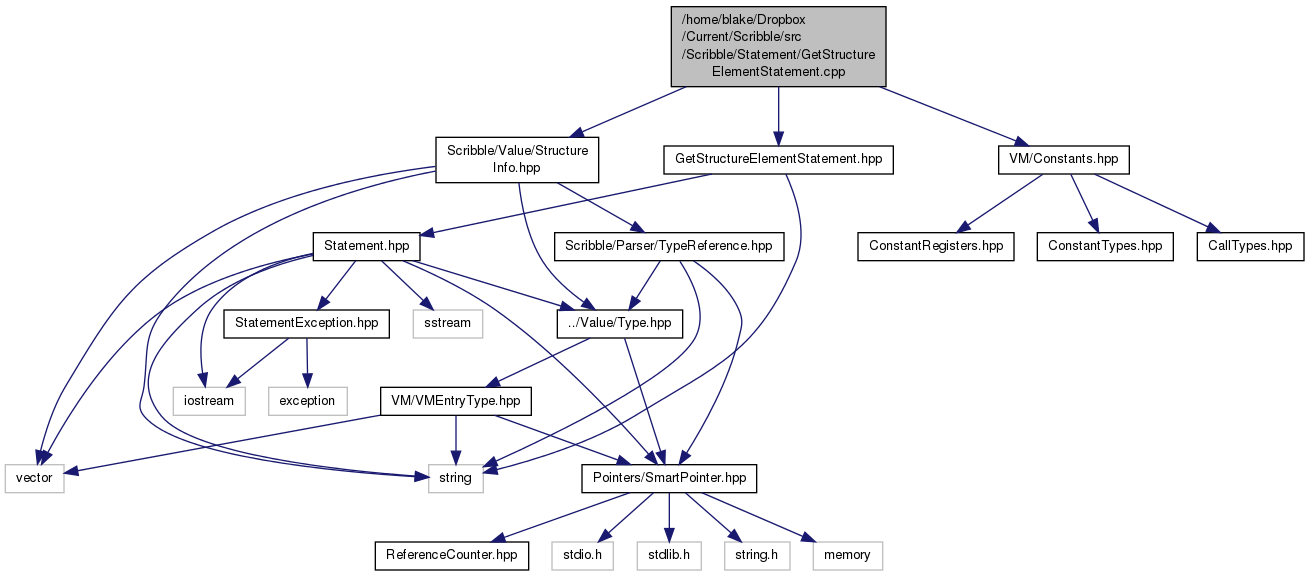 /home/blake/Dropbox
/Current/Scribble/src
/Scribble/Statement/GetStructure
ElementStatement.cpp
Scribble/Value/Structure
Info.hpp
GetStructureElementStatement.hpp
VM/Constants.hpp
Statement.hpp
Scribble/Parser/TypeReference.hpp
ConstantRegisters.hpp
ConstantTypes.hpp
CallTypes.hpp
StatementException.hpp
sstream
../Value/Type.hpp
iostream
exception
VM/VMEntryType.hpp
vector
string
Pointers/SmartPointer.hpp
ReferenceCounter.hpp
stdio.h
stdlib.h
string.h
memory